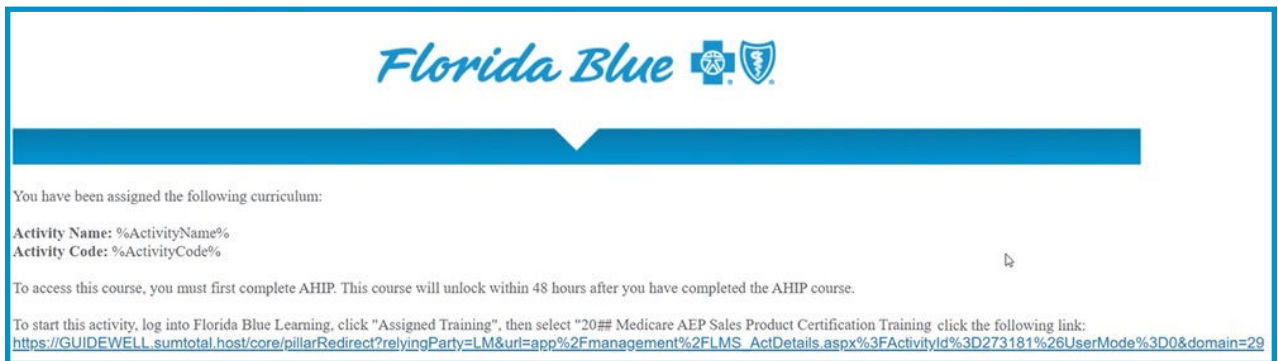 Florida Blue
You have been assigned the following curriculum:
Activity Name: %ActivityName%
Activity Code: %ActivityCode%
To access this course, you must first complete AHIP. This course will unlock within 48 hours after you have completed the AHIP course.
To start this activity, log into Florida Blue Learning, click "Assigned Training", then select "20## Medicare AEP Sales Product Certification Training click the following link:
https://GUIDEWELL.sumtotal.host/core/pillarRedirect?relyingParty=LM&url=app%2Fmanagement%2FLMS_ActDetails.aspx%3FActivityId%3D273181%26UserMode%3D0&domain=29